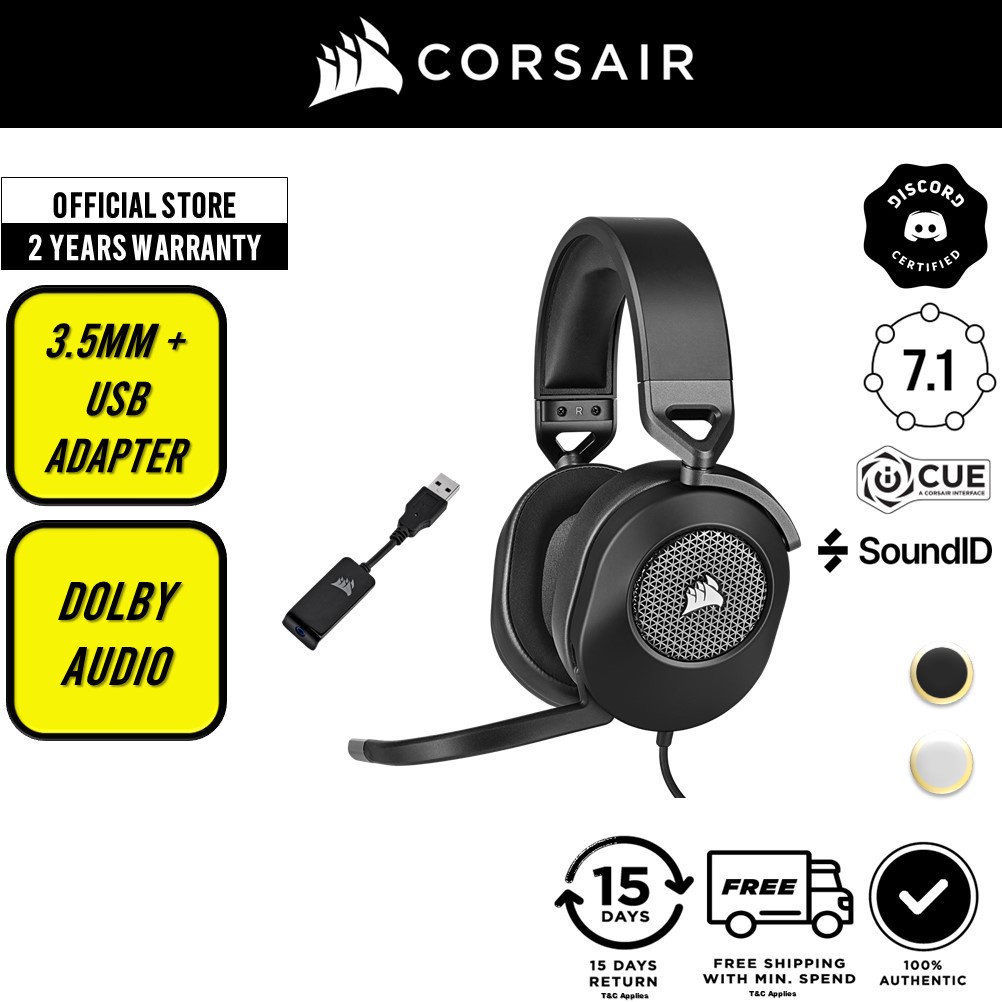 CORSAIR
OFFICIAL STORE
2 YEARS WARRANTY
3.5MM +
USB
ADAPTER
DOLBY
AUDIO
R
DISCORD
CERTIFIED
7.1
iCUE
A CORSAIR INTERFACE
SoundID
15
DAYS
15 DAYS
RETURN
T&C Applies
FREE
FREE SHIPPING
WITH MIN. SPEND
T&C Applies
100%
AUTHENTIC